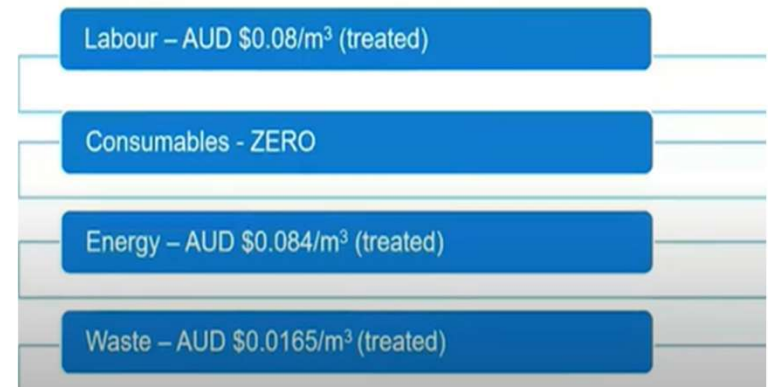 Labour – AUD $0.08/m³ (treated)
Consumables - ZERO
Energy – AUD $0.084/m³ (treated)
Waste – AUD $0.0165/m³ (treated)